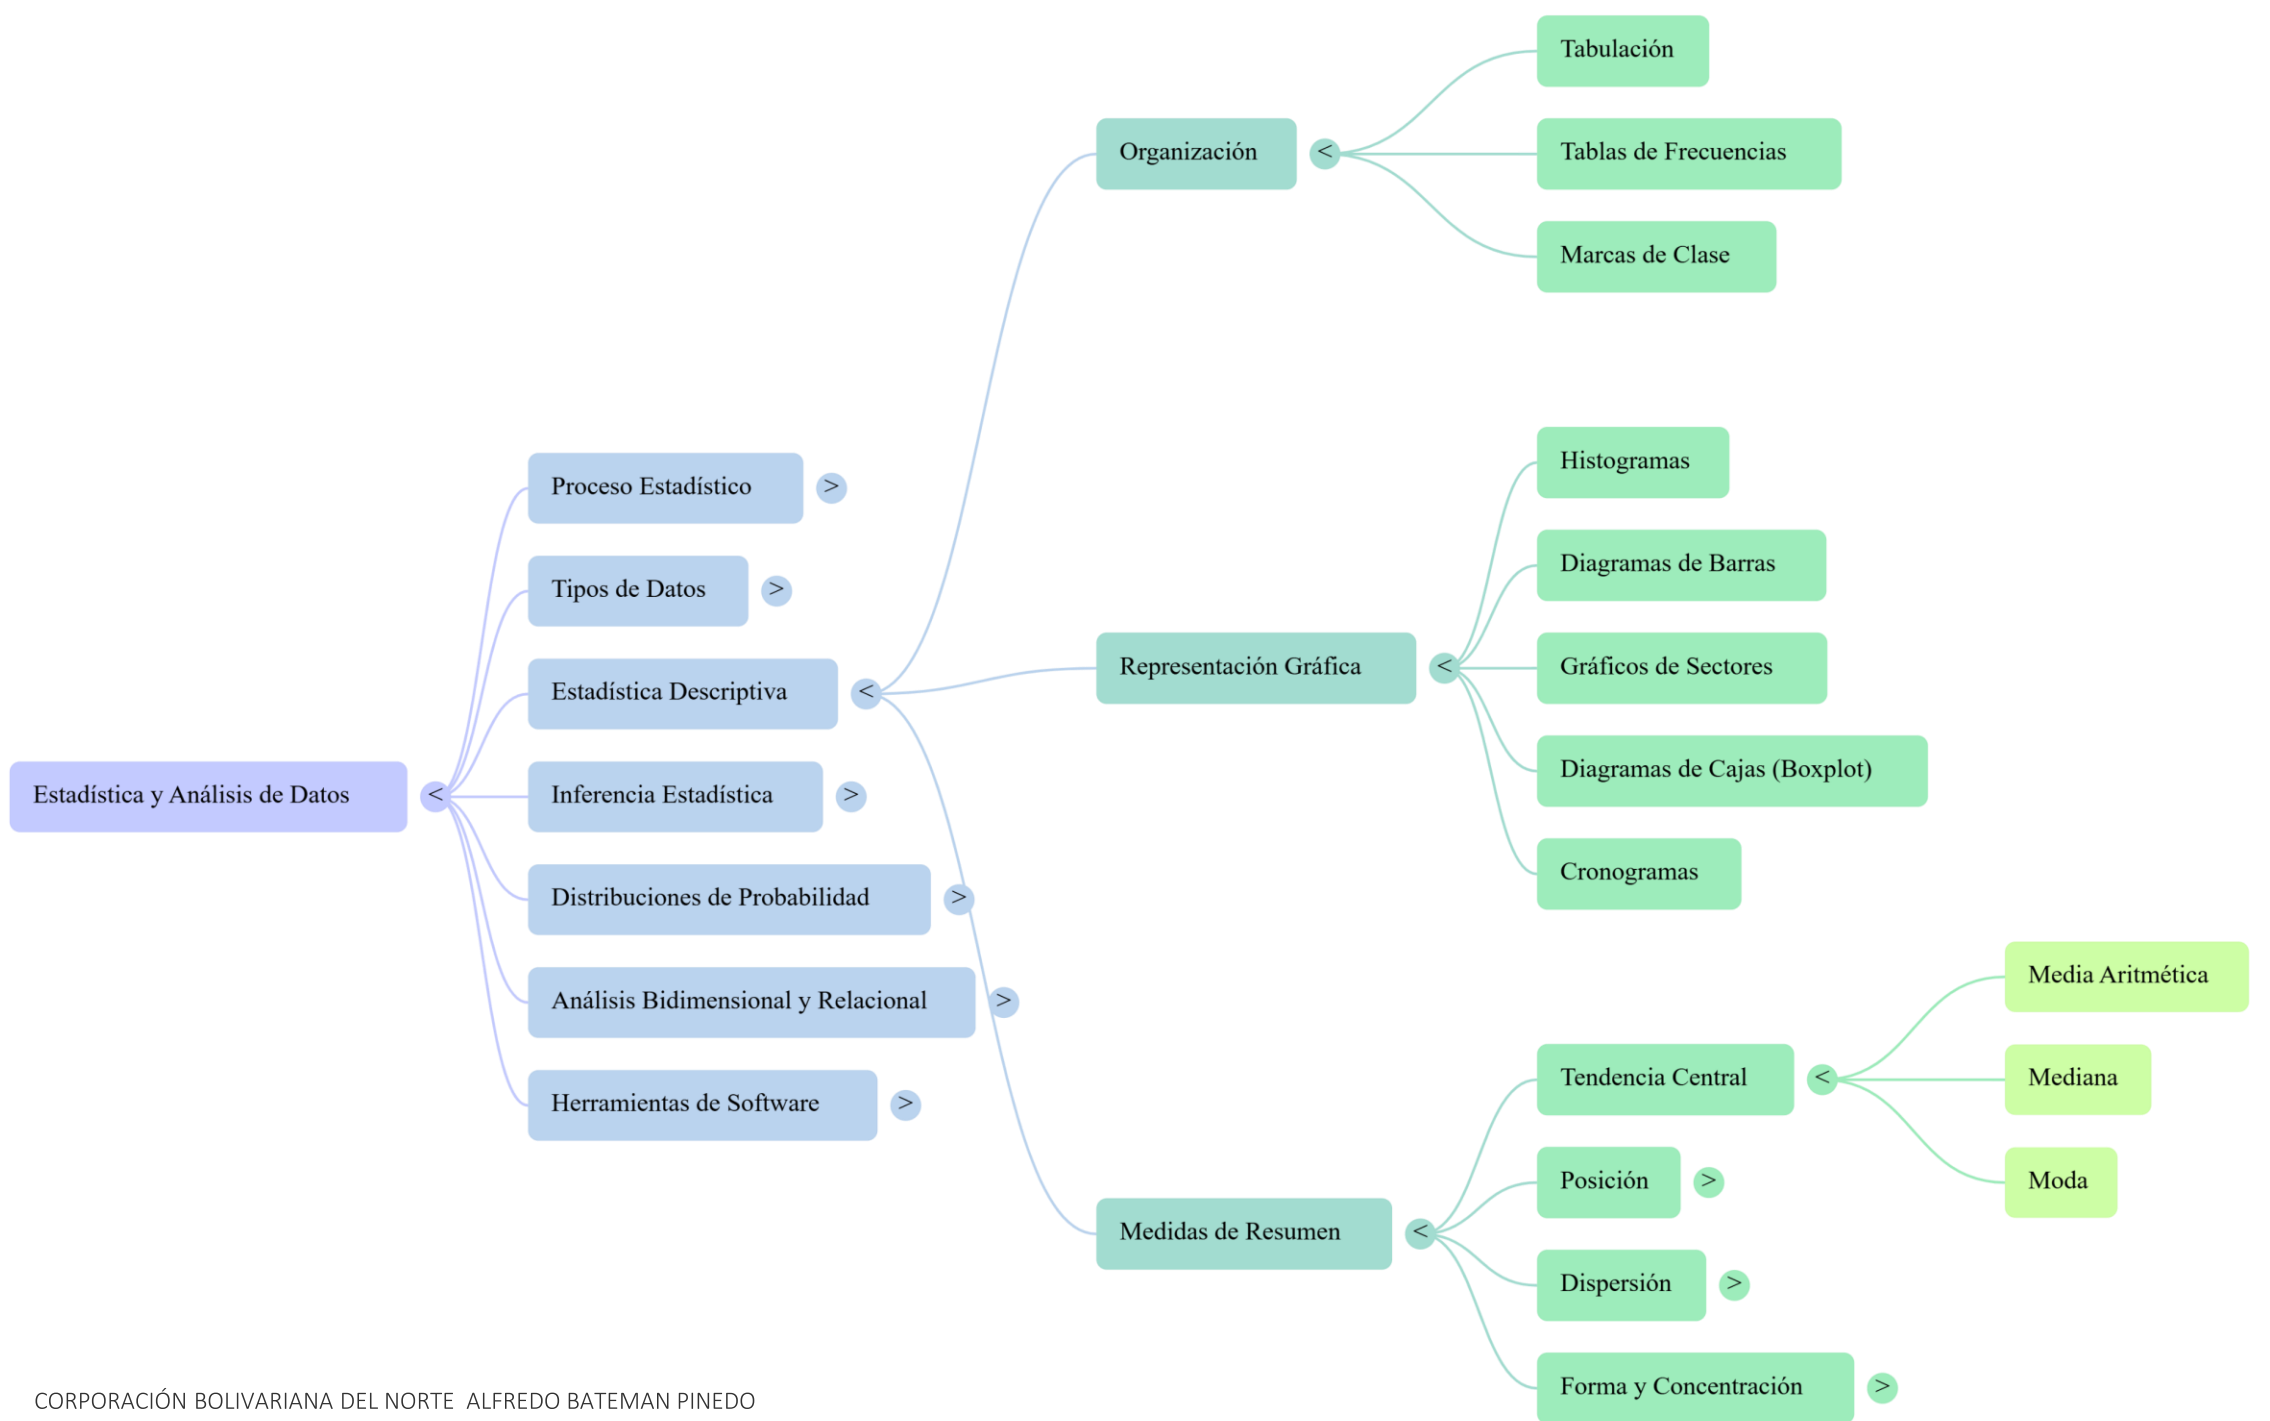 Estadística y Análisis de Datos
<
Proceso Estadístico
>
Tipos de Datos
>
Estadística Descriptiva
<
Inferencia Estadística
>
Distribuciones de Probabilidad
>
Análisis Bidimensional y Relacional
>
Herramientas de Software
>
Organización
<
Tabulación
Tablas de Frecuencias
Marcas de Clase
Representación Gráfica
<
Histogramas
Diagramas de Barras
Gráficos de Sectores
Diagramas de Cajas (Boxplot)
Cronogramas
Medidas de Resumen
<
Tendencia Central
<
Media Aritmética
Mediana
Moda
Posición
>
Dispersión
>
Forma y Concentración
>
CORPORACIÓN BOLIVARIANA DEL NORTE ALFREDO BATEMAN PINEDO